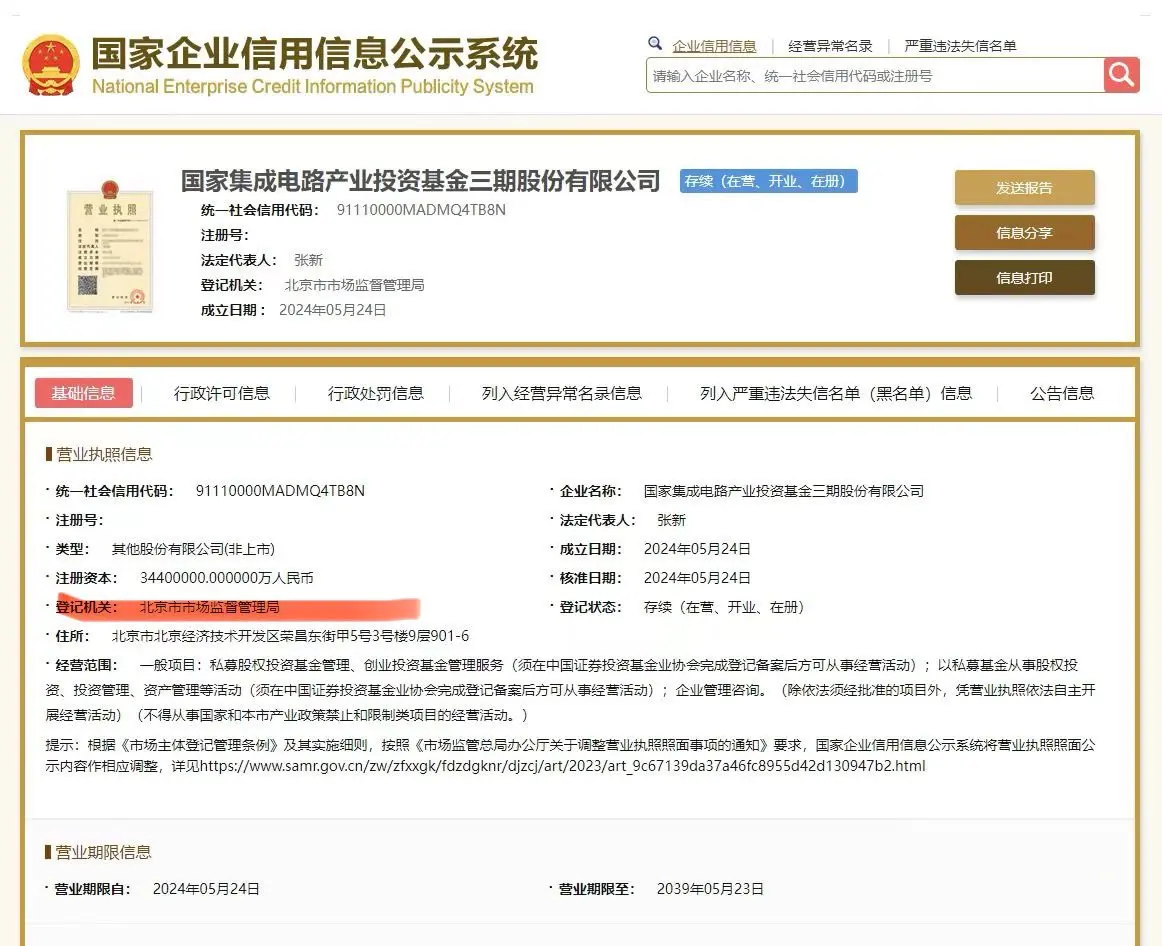 国家企业信用信息公示系统
National Enterprise Credit Information Publicity System
企业信用信息 | 经营异常名录 | 严重违法失信名单
请输入企业名称、统一社会信用代码或注册号
营业执照
国家集成电路产业投资基金三期股份有限公司 存续（在营、开业、在册）
统一社会信用代码： 91110000MADMQ4TB8N
注册号：
法定代表人： 张新
登记机关： 北京市市场监督管理局
成立日期： 2024年05月24日
发送报告
信息分享
信息打印
基础信息 | 行政许可信息 | 行政处罚信息 | 列入经营异常名录信息 | 列入严重违法失信名单（黑名单）信息 | 公告信息
营业执照信息
· 统一社会信用代码： 91110000MADMQ4TB8N · 企业名称： 国家集成电路产业投资基金三期股份有限公司
· 注册号： · 法定代表人： 张新
· 类型： 其他股份有限公司(非上市) · 成立日期： 2024年05月24日
· 注册资本： 34400000.000000万人民币 · 核准日期： 2024年05月24日
· 登记机关： 北京市市场监督管理局 · 登记状态： 存续（在营、开业、在册）
· 住所： 北京市北京经济技术开发区荣昌东街甲5号3号楼9层901-6
· 经营范围： 一般项目：私募股权投资基金管理、创业投资基金管理服务（须在中国证券投资基金业协会完成登记备案后方可从事经营活动）；以私募基金从事股权投
资、投资管理、资产管理等活动（须在中国证券投资基金业协会完成登记备案后方可从事经营活动）；企业管理咨询。（除依法须经批准的项目外，凭营业执照依法自主开
展经营活动）（不得从事国家和本市产业政策禁止和限制类项目的经营活动。）
提示：根据《市场主体登记管理条例》及其实施细则，按照《市场监管总局办公厅关于调整营业执照照面事项的通知》要求，国家企业信用信息公示系统将营业执照照面公
示内容作相应调整，详见https://www.samr.gov.cn/zw/zfxxgk/fdzdgknr/djzcj/art/2023/art_9c67139da37a46fc8955d42d130947b2.html
营业期限信息
· 营业期限自： 2024年05月24日 · 营业期限至： 2039年05月23日